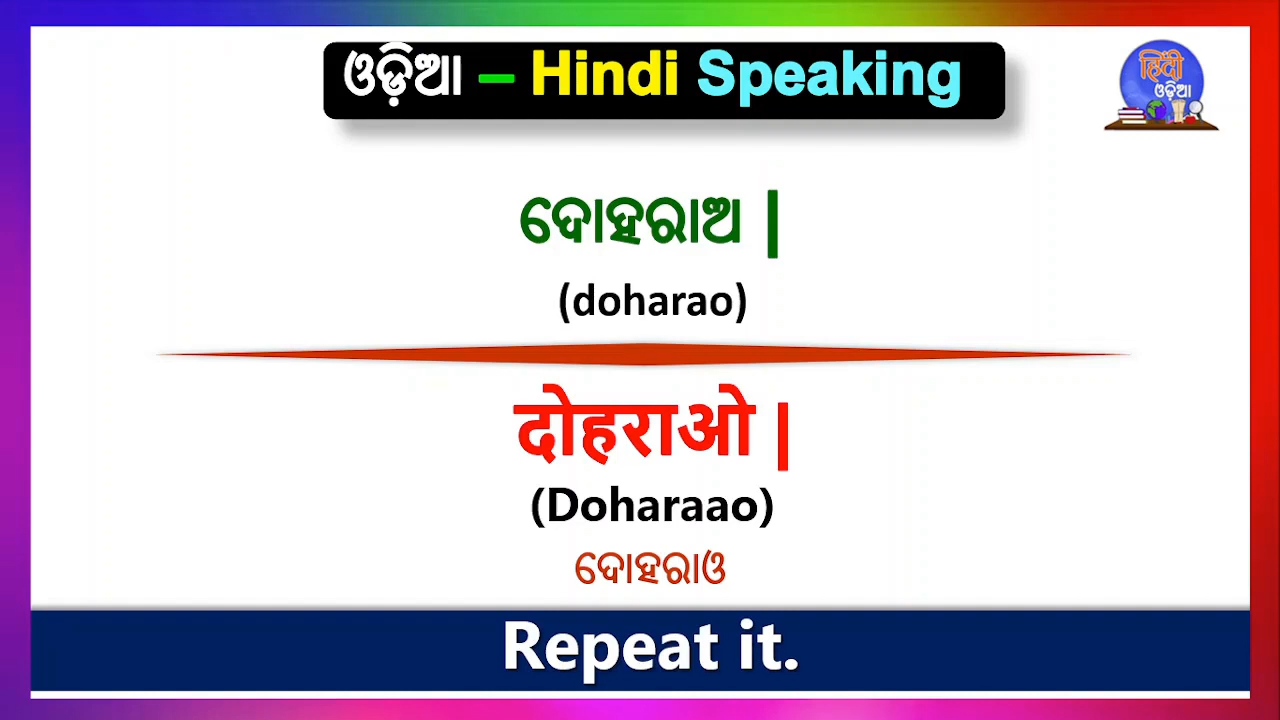 ଓଡ଼ିଆ – Hindi Speaking
हिंदी
ଓଡ଼ିଆ
ଦୋହରାଅ |
(doharao)
दोहराओ |
(Doharaao)
ଦୋହରାଓ
Repeat it.